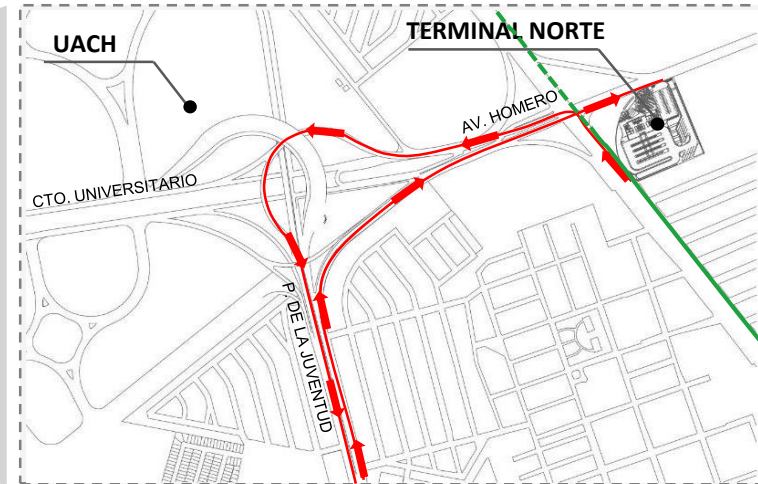 UACH
TERMINAL NORTE
AV. HOMERO
CTO. UNIVERSITARIO
P. DE LA JUVENTUD